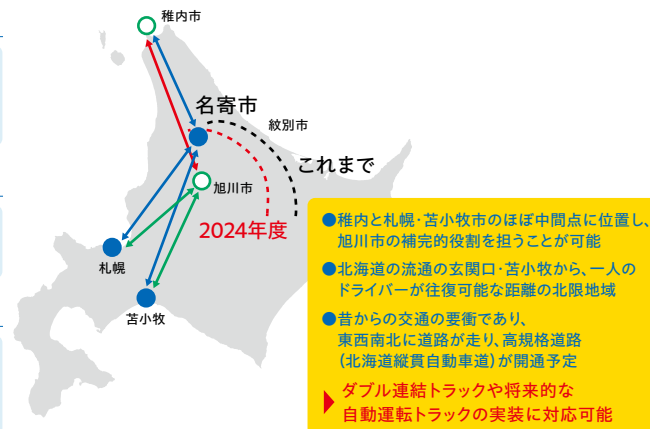 稚内市
名寄市
紋別市
これまで
旭川市
2024年度
札幌
苫小牧
●稚内と札幌・苫小牧市のほぼ中間点に位置し、
旭川市の補完的役割を担うことが可能
●北海道の流通の玄関口・苫小牧から、一人の
ドライバーが往復可能な距離の北限地域
●昔からの交通の要衝であり、
東西南北に道路が走り、高規格道路
(北海道縦貫自動車道)が開通予定
ダブル連結トラックや将来的な
自動運転トラックの実装に対応可能